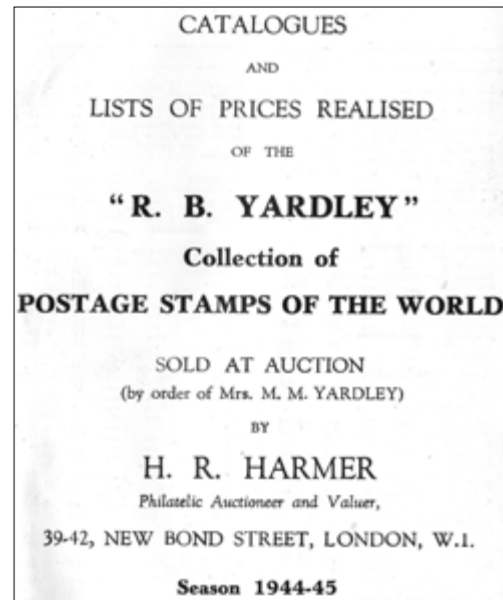 CATALOGUES
AND
LISTS OF PRICES REALISED
OF THE
“R. B. YARDLEY”
Collection of
POSTAGE STAMPS OF THE WORLD
SOLD AT AUCTION
(by order of Mrs. M. M. YARDLEY)
BY
H. R. HARMER
Philatelic Auctioneer and Valuer,
39-42, NEW BOND STREET, LONDON, W.1.
Season 1944-45